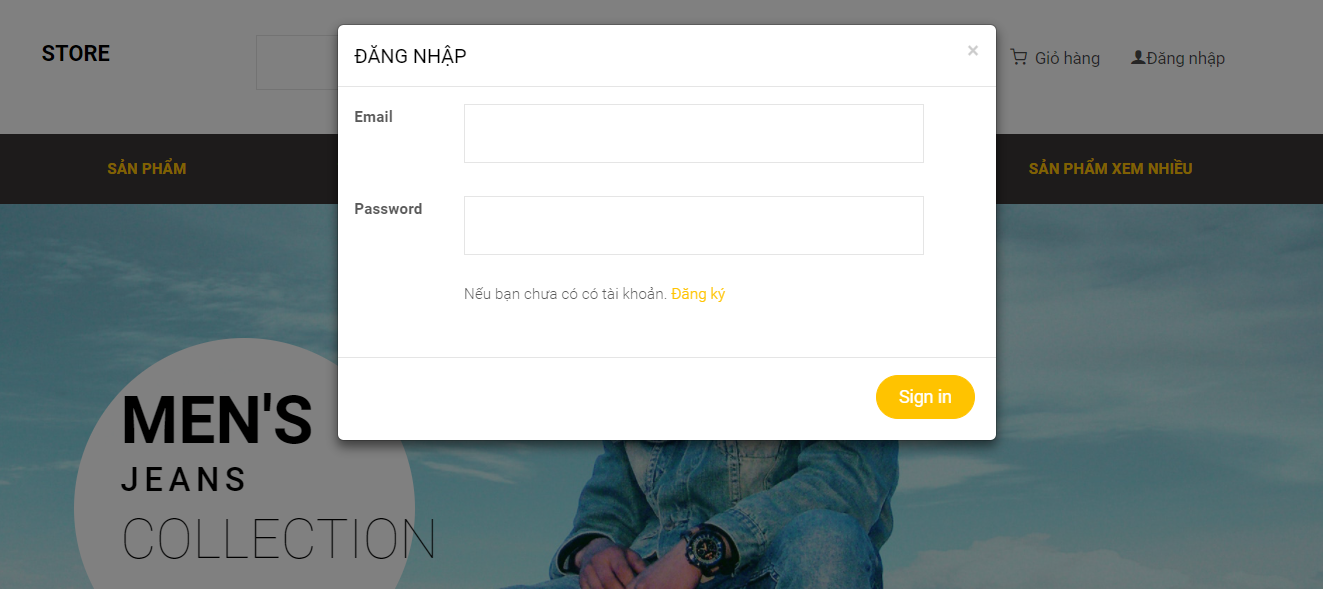 STORE
Giỏ hàng
Đăng nhập
SẢN PHẨM
SẢN PHẨM XEM NHIỀU
ĐĂNG NHẬP
×
Email
Password
Nếu bạn chưa có có tài khoản. Đăng ký
Sign in
MEN'S
JEANS
COLLECTION